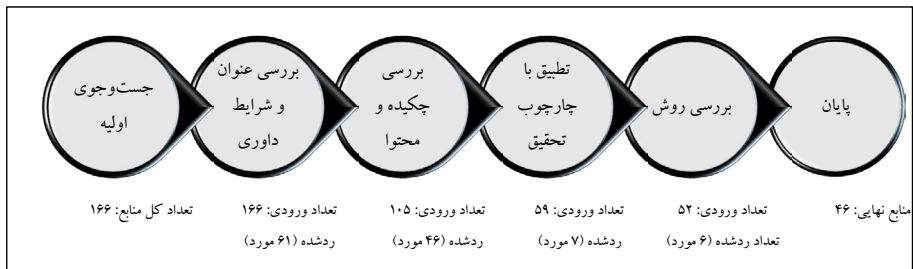 جست‌وجوی
اولیه
بررسی عنوان
و شرایط
داوری
بررسی
چکیده و
محتوا
تطبیق با
چارچوب
تحقیق
بررسی روش
پایان
تعداد کل منابع: ۱۶۶
تعداد ورودی: ۱۶۶
ردشده (۶۱ مورد)
تعداد ورودی: ۱۰۵
ردشده (۴۶ مورد)
تعداد ورودی: ۵۹
ردشده (۷ مورد)
تعداد ورودی: ۵۲
تعداد ردشده (۶ مورد)
منابع نهایی: ۴۶